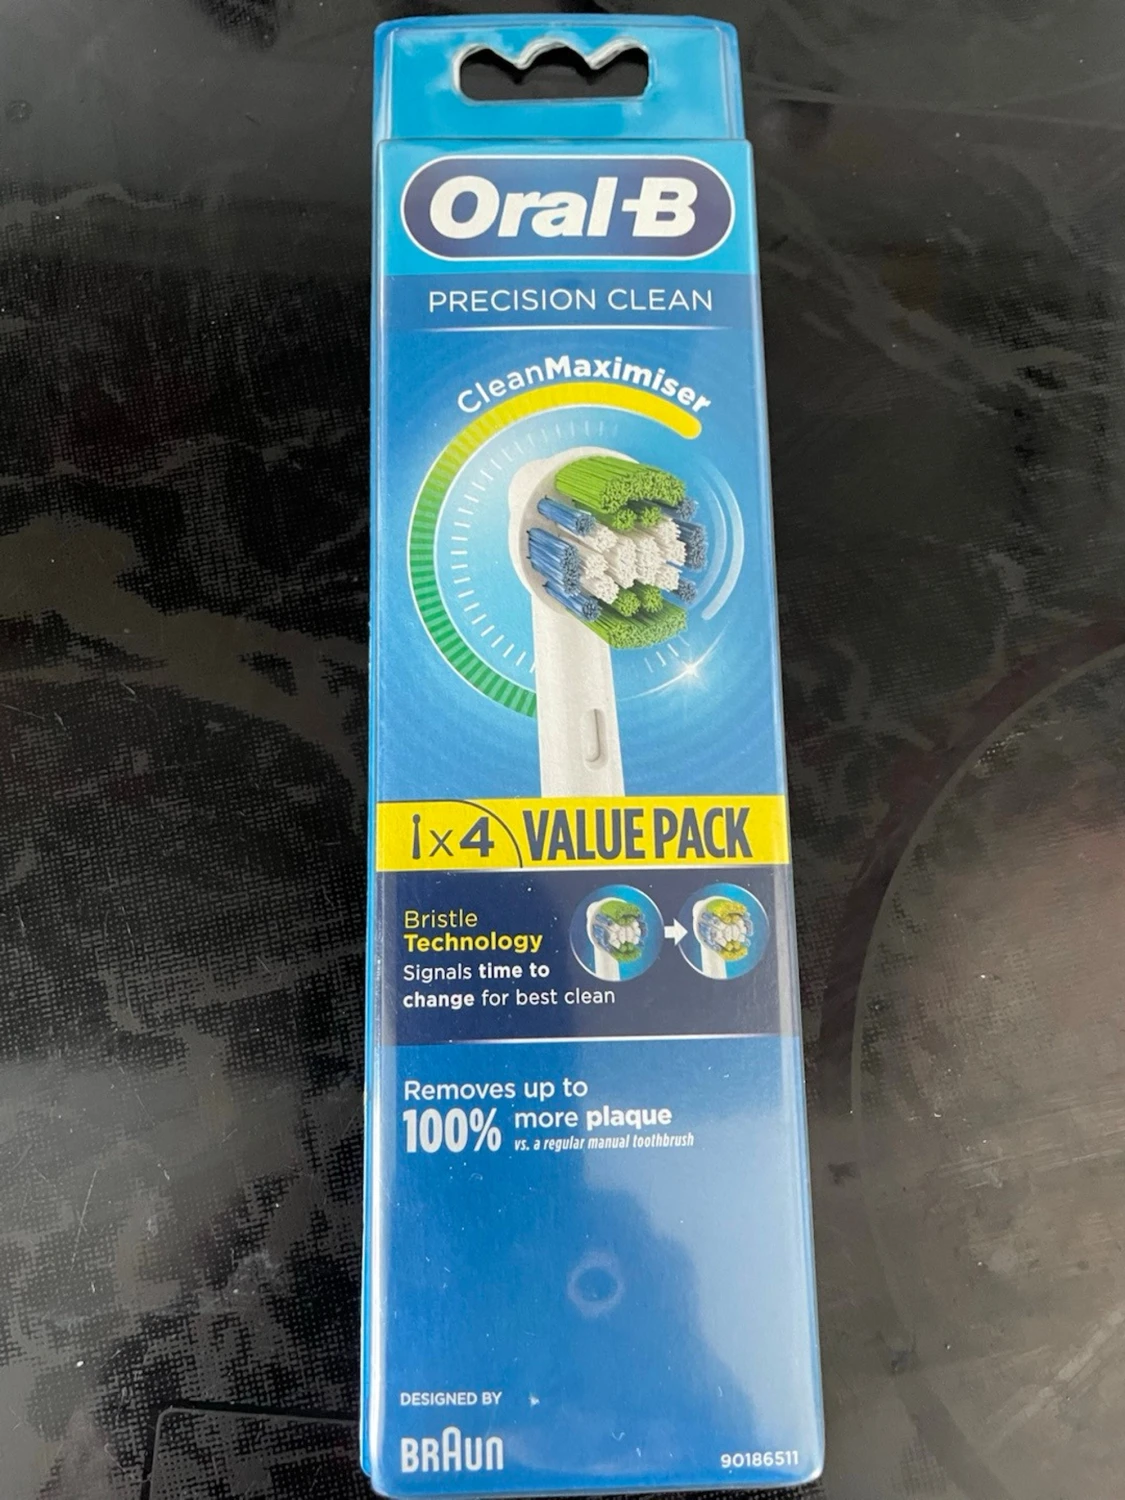 Oral-B
PRECISION CLEAN
CleanMaximiser
x4 VALUE PACK
Bristle
Technology
Signals time to
change for best clean
Removes up to
100% more plaque
vs. a regular manual toothbrush
DESIGNED BY
BRAUN
90186511